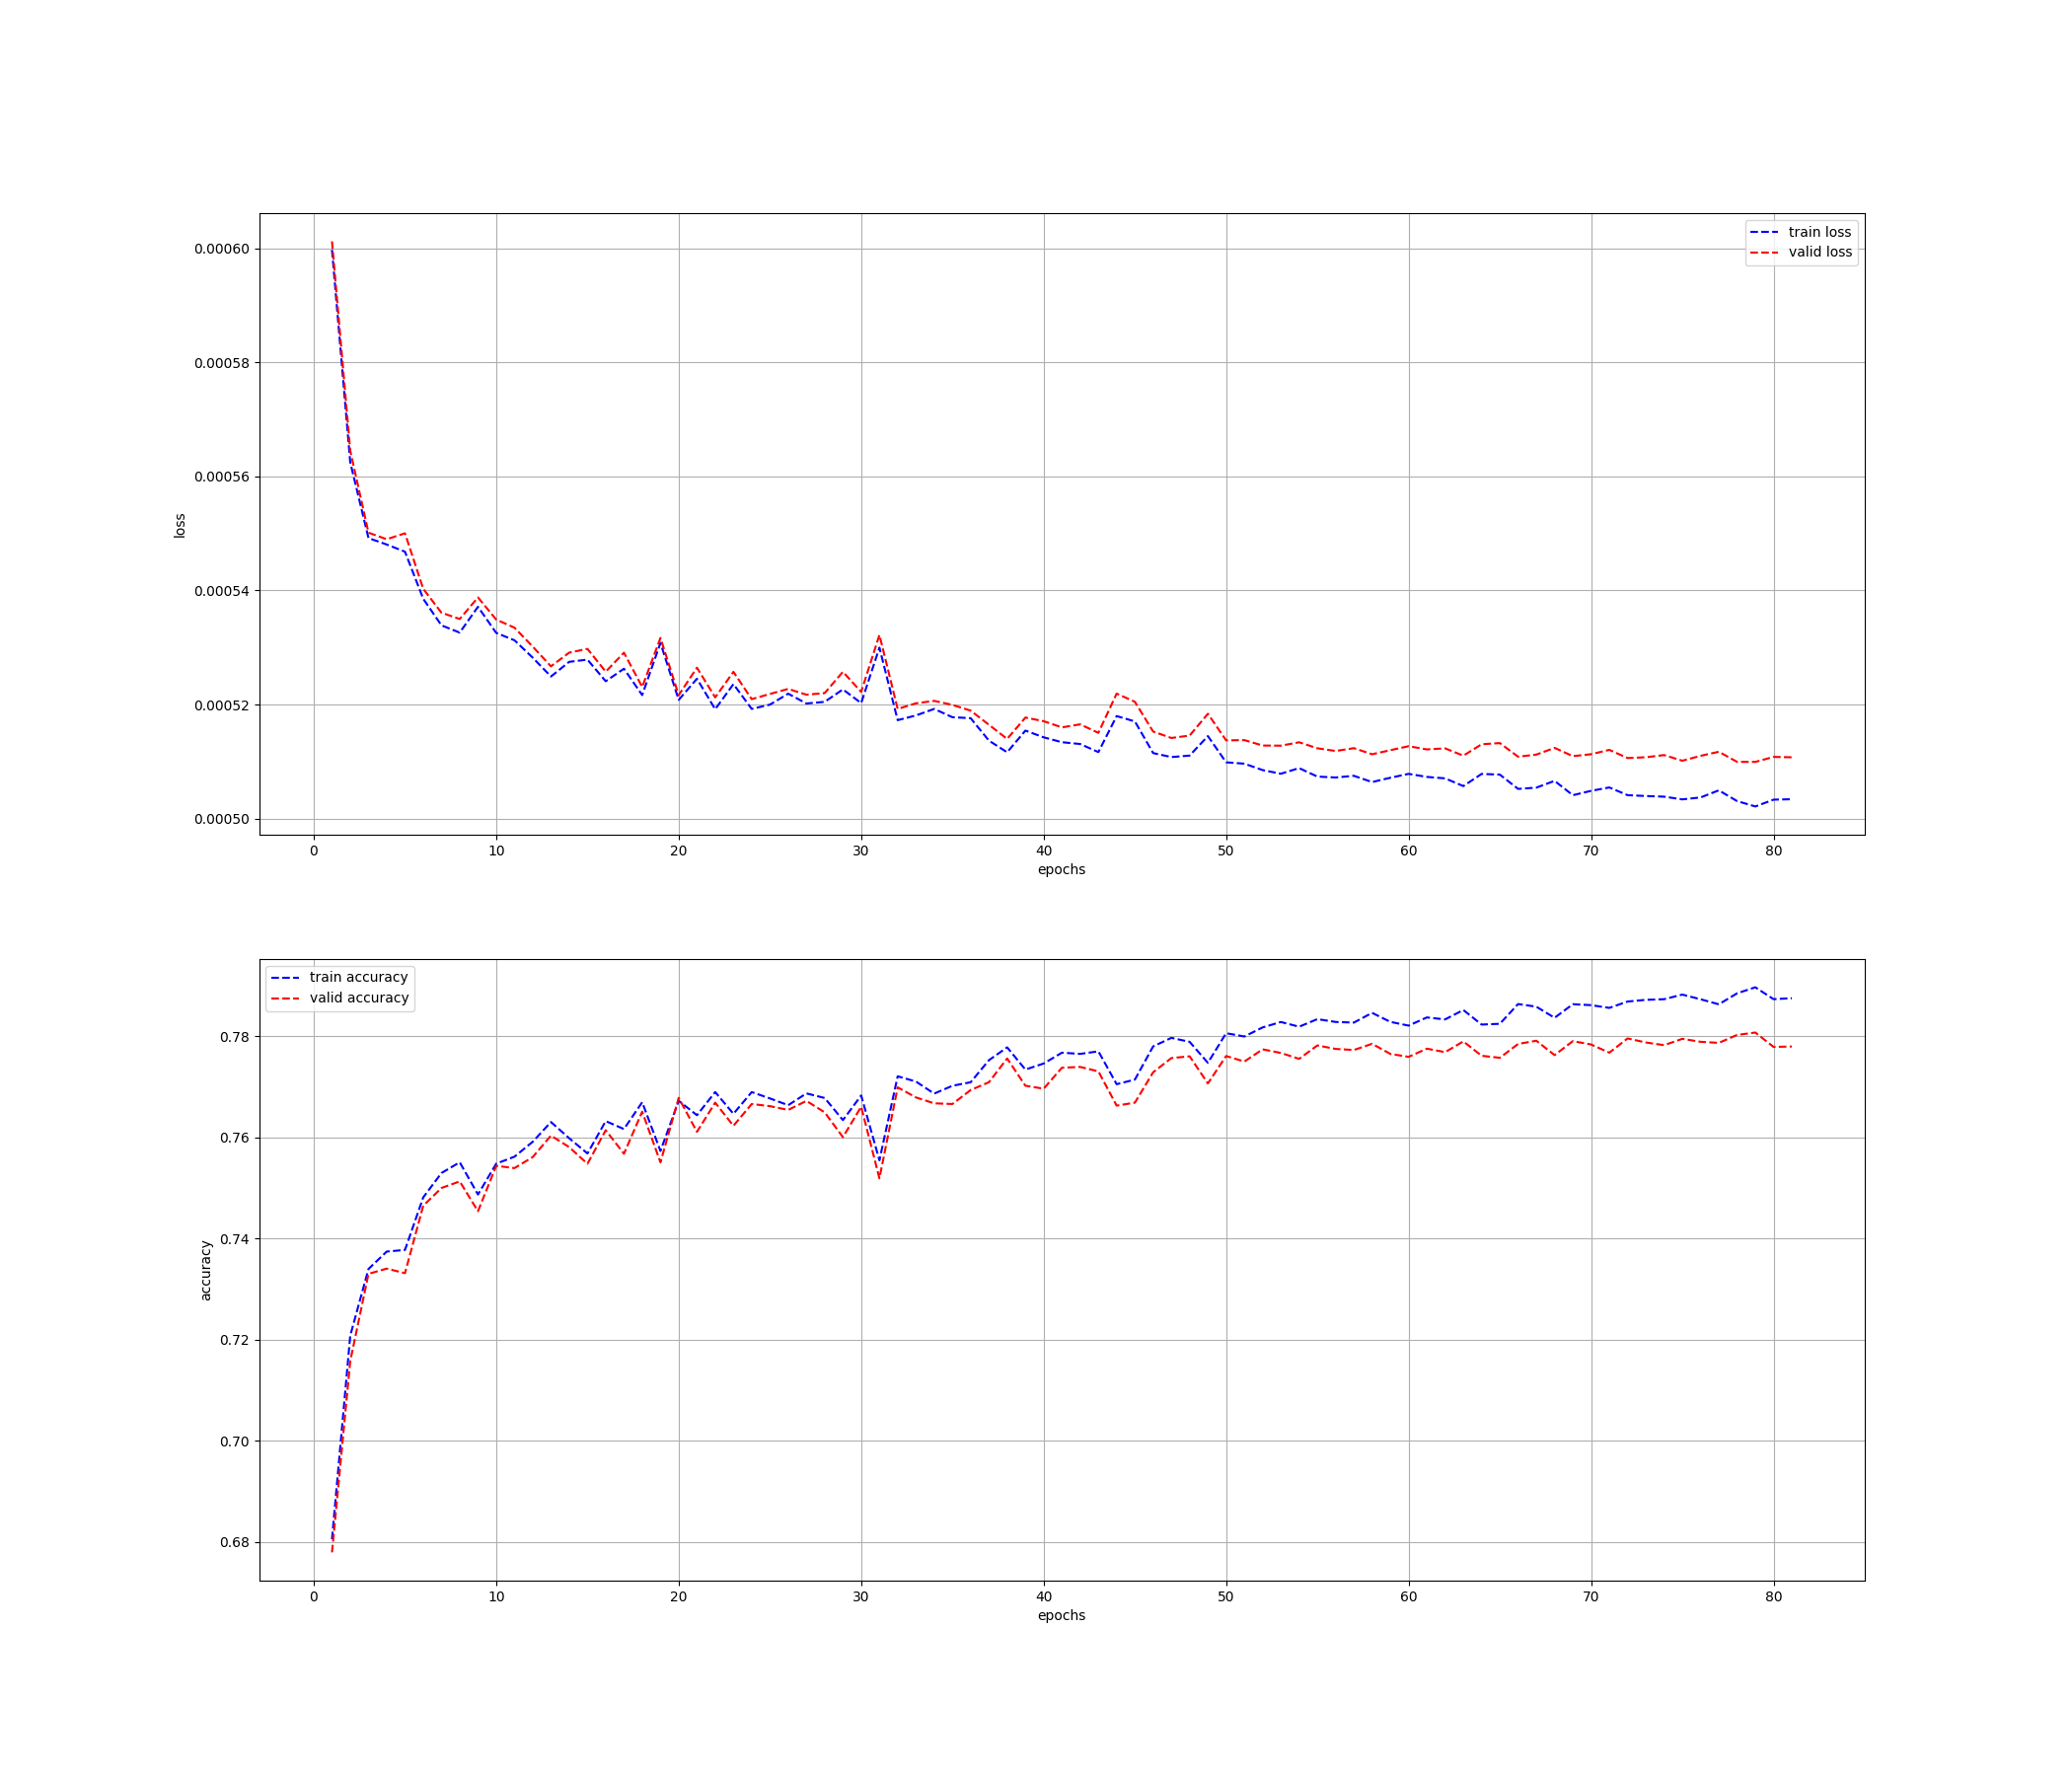 train loss
valid loss
0.00060
0.00058
0.00056
0.00054
0.00052
0.00050
loss
0 10 20 30 40 50 60 70 80
epochs
train accuracy
valid accuracy
0.78
0.76
0.74
0.72
0.70
0.68
accuracy
0 10 20 30 40 50 60 70 80
epochs